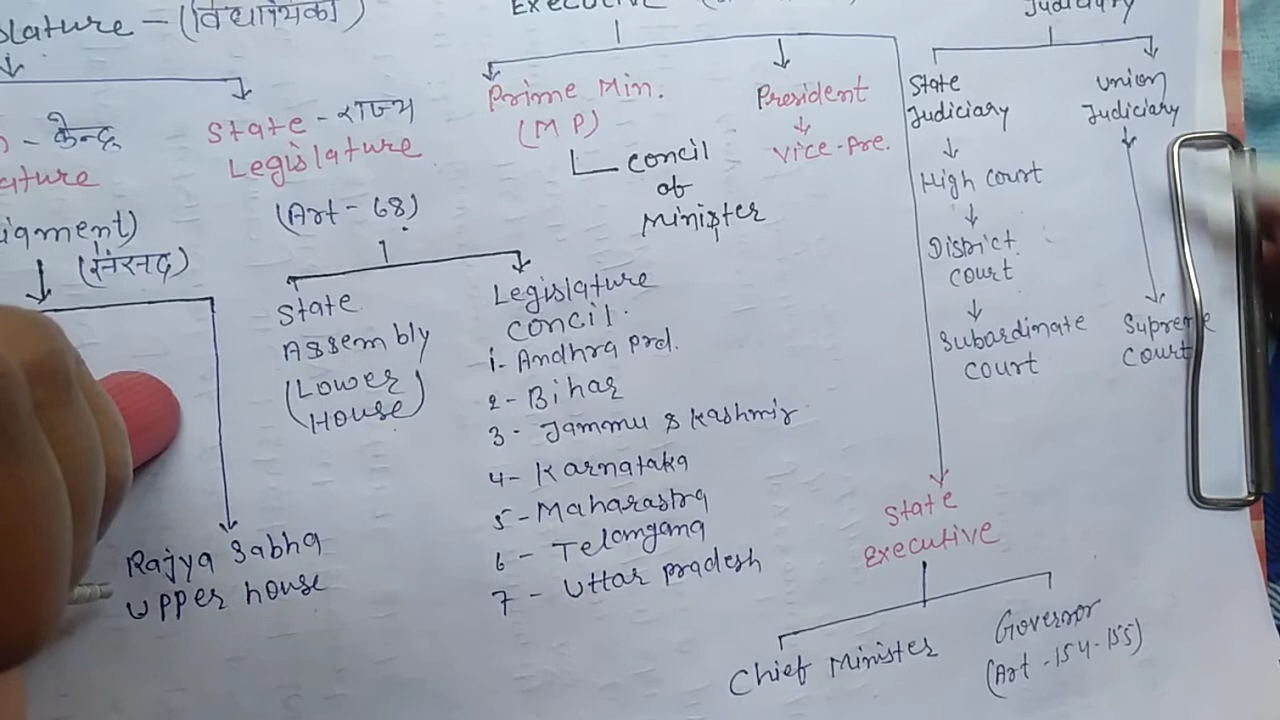 slature - (विधायिका)
Executive
Judiciary
केन्द्र
ature
iament)
(संसद)
Rajya Sabha
Upper house
State - राज्य
Legislature
(Art - 68)
State
Assembly
(Lower
House)
Legislature
concil.
1- Andhra prd.
2- Bihar
3- Jammu & Kashmir
4- Karnataka
5- Maharastra
6- Telangana
7- Uttar pradesh
Prime Min.
(MP)
concil
of
Minister
President
Vice-Pre.
State
executive
Chief Minister
Governor
(Art -154-155)
State
Judiciary
High court
District
court
Subardinate
court
Union
Judiciary
Supreme
Court